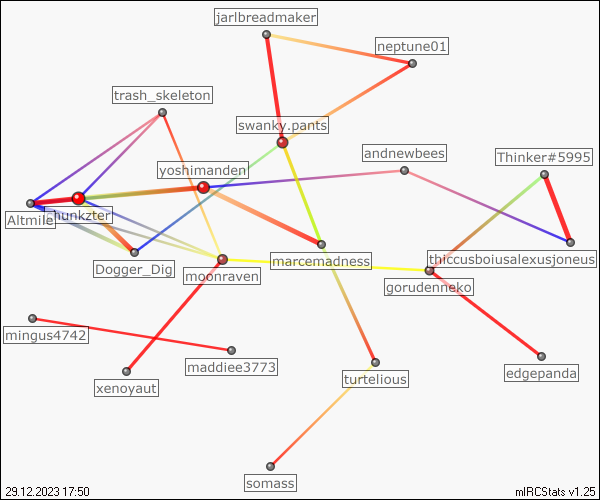 jarlbreadmaker
neptune01
trash_skeleton
swanky.pants
andnewbees
Thinker#5995
yoshimanden
Altmile
thunkzter
thiccusboiusalexusjoneus
Dogger_Dig
moonraven
marcemadness
gorudenneko
mingus4742
maddiee3773
xenoyaut
turtelious
edgepanda
somass
29.12.2023 17:50
mIRCStats v1.25